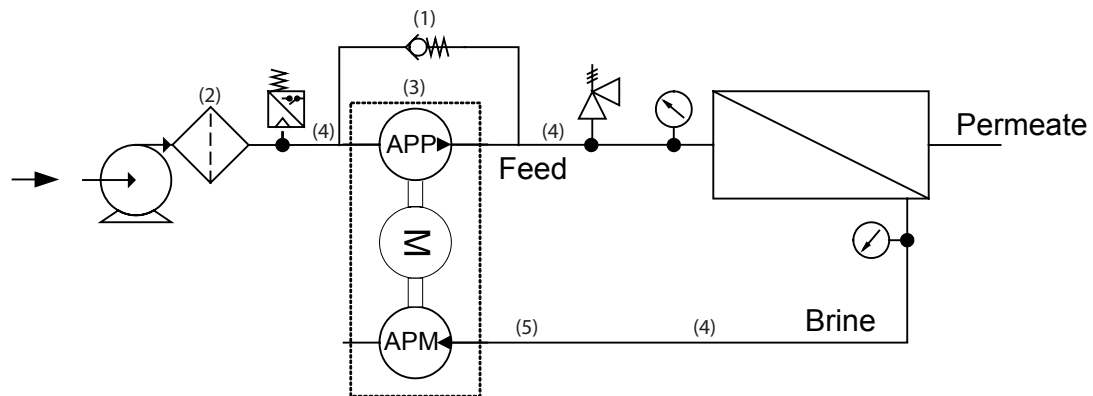 (1)
(2)
(3)
(4)
APP
(4)
Feed
Permeate
M
APM
(5)
(4)
Brine